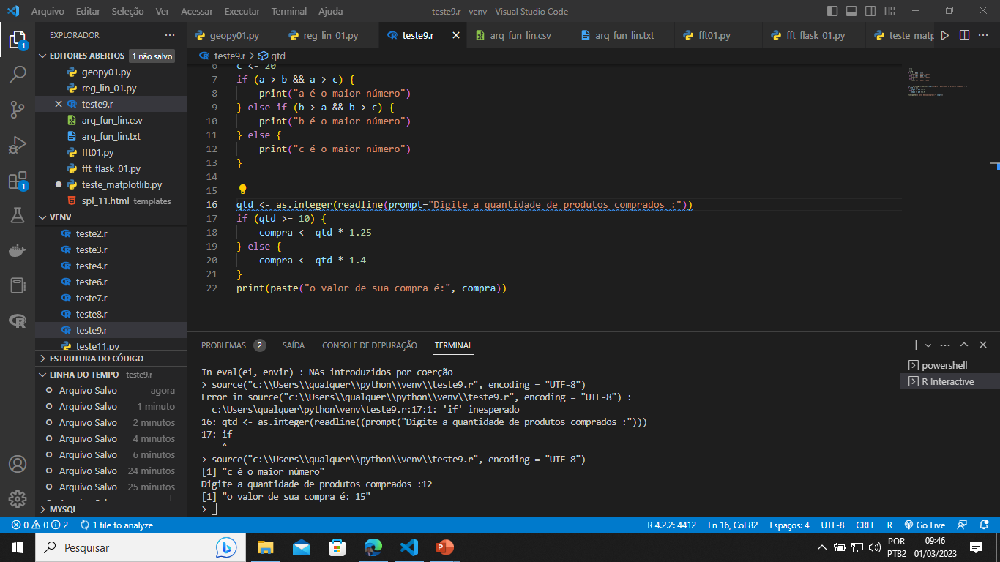 Arquivo Editar Seleção Ver Acessar Executar Terminal Ajuda
teste9.r - venv - Visual Studio Code
EXPLORADOR
geopy01.py reg_lin_01.py teste9.r arq_fun_lin.csv arq_fun_lin.txt fft01.py fft_flask_01.py teste_matp
EDITORES ABERTOS 1 não salvo
geopy01.py
reg_lin_01.py
teste9.r
arq_fun_lin.csv
arq_fun_lin.txt
fft01.py
fft_flask_01.py
teste_matplotlib.py
spl_11.html templates
VENV
teste2.r
teste3.r
teste4.r
teste6.r
teste7.r
teste8.r
teste9.r
teste11.py
ESTRUTURA DO CÓDIGO
LINHA DO TEMPO teste9.r
Arquivo Salvo agora
Arquivo Salvo 1 minuto
Arquivo Salvo 2 minutos
Arquivo Salvo 4 minutos
Arquivo Salvo 6 minutos
Arquivo Salvo 24 minutos
Arquivo Salvo 25 minutos
MYSQL
teste9.r > qtd
6 c <- 20
7 if (a > b && a > c) {
8     print("a é o maior número")
9 } else if (b > a && b > c) {
10     print("b é o maior número")
11 } else {
12     print("c é o maior número")
13 }
14
15
16 qtd <- as.integer(readline(prompt="Digite a quantidade de produtos comprados :"))
17 if (qtd >= 10) {
18     compra <- qtd * 1.25
19 } else {
20     compra <- qtd * 1.4
21 }
22 print(paste("o valor de sua compra é:", compra))
PROBLEMAS 2 SAÍDA CONSOLE DE DEPURAÇÃO TERMINAL
In eval(ei, envir) : NAs introduzidos por coerção
> source("c:\\Users\\qualquer\\python\\venv\\teste9.r", encoding = "UTF-8")
Error in source("c:\\Users\\qualquer\\python\\venv\\teste9.r", encoding = "UTF-8") :
  c:\Users\qualquer\python\venv\teste9.r:17:1: 'if' inesperado
16: qtd <- as.integer(readline((prompt("Digite a quantidade de produtos comprados :")))
17: if
    ^
> source("c:\\Users\\qualquer\\python\\venv\\teste9.r", encoding = "UTF-8")
[1] "c é o maior número"
Digite a quantidade de produtos comprados :12
[1] "o valor de sua compra é: 15"
>
powershell
R Interactive
0 0 2 1 file to analyze
R 4.2.2: 4412 Ln 16, Col 82 Espaços: 4 UTF-8 CRLF R Go Live
Pesquisar
POR
PTB2
09:46
01/03/2023